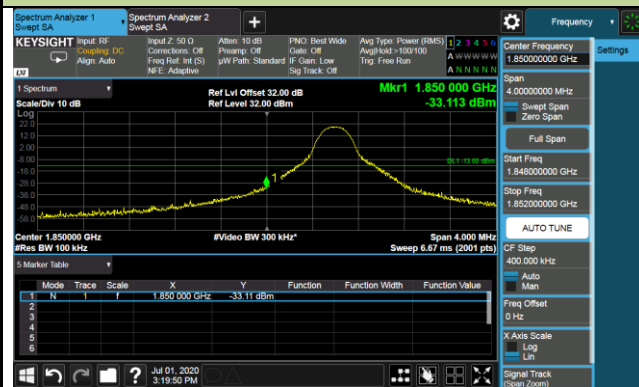 Spectrum Analyzer 1
Swept SA
Spectrum Analyzer 2
Swept SA
+
Frequency
KEYSIGHT
Input: RF
Coupling: DC
Align: Auto
Input Z: 50 Ω
Corrections: Off
Freq Ref: Int (S)
NFE: Adaptive
Atten: 10 dB
Preamp: Off
µW Path: Standard
PNO: Best Wide
Gate: Off
IF Gain: Low
Sig Track: Off
Avg Type: Power (RMS)
Avg|Hold:>100/100
Trig: Free Run
1 2 3 4 5 6
A W W W W W
A N N N N N
LXI
1 Spectrum
Scale/Div 10 dB
Log
Ref Lvl Offset 32.00 dB
Ref Level 32.00 dBm
Mkr1 1.850 000 GHz
-33.113 dBm
22.0
12.0
2.00
-8.00
-18.0
-28.0
-38.0
-48.0
-58.0
DL1 -13.00 dBm
1
Center 1.850000 GHz
#Res BW 100 kHz
#Video BW 300 kHz*
Span 4.000 MHz
Sweep 6.67 ms (2001 pts)
5 Marker Table
Mode Trace Scale X Y Function Function Width Function Value
1 N 1 f 1.850 000 GHz -33.11 dBm
2
3
4
5
6
Center Frequency
1.850000000 GHz
Settings
Span
4.00000000 MHz
Swept Span
Zero Span
Full Span
Start Freq
1.848000000 GHz
Stop Freq
1.852000000 GHz
AUTO TUNE
CF Step
400.000 kHz
Auto
Man
Freq Offset
0 Hz
X Axis Scale
Log
Lin
Signal Track
(Span Zoom)
?
Jul 01, 2020
3:19:50 PM